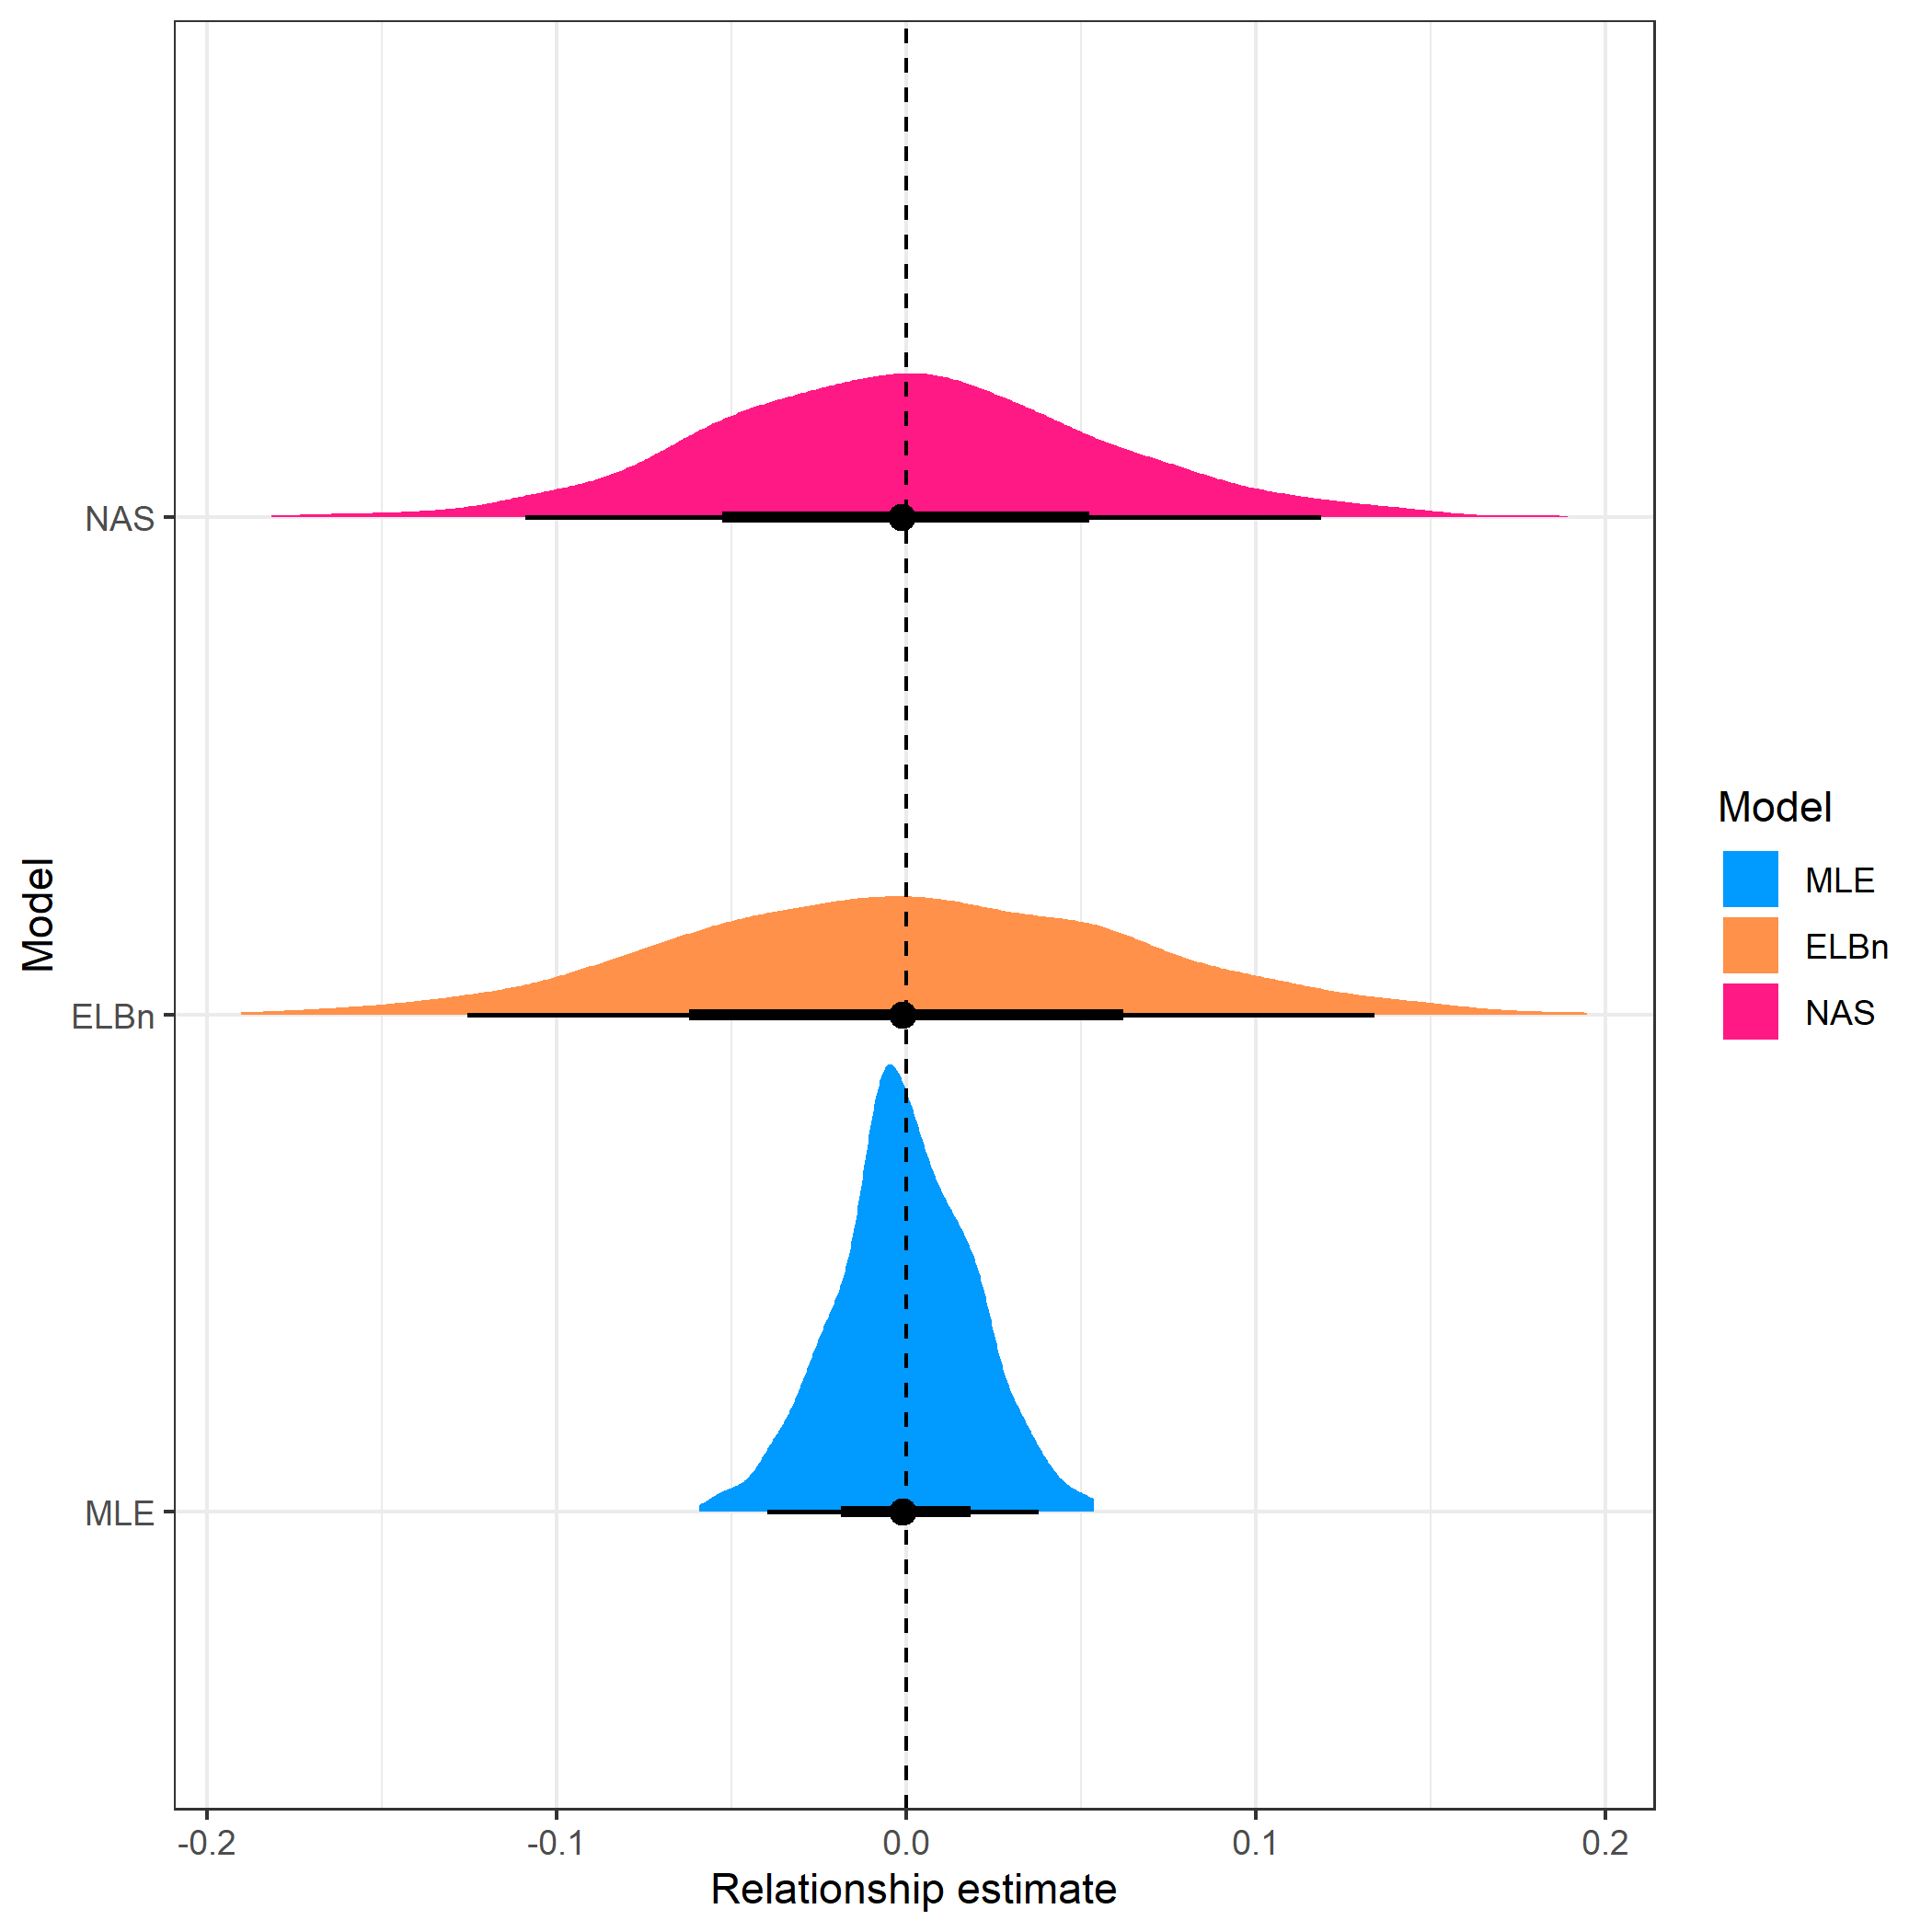 Model
NAS
ELBn
MLE
-0.2
-0.1
0.0
0.1
0.2
Relationship estimate
Model
MLE
ELBn
NAS